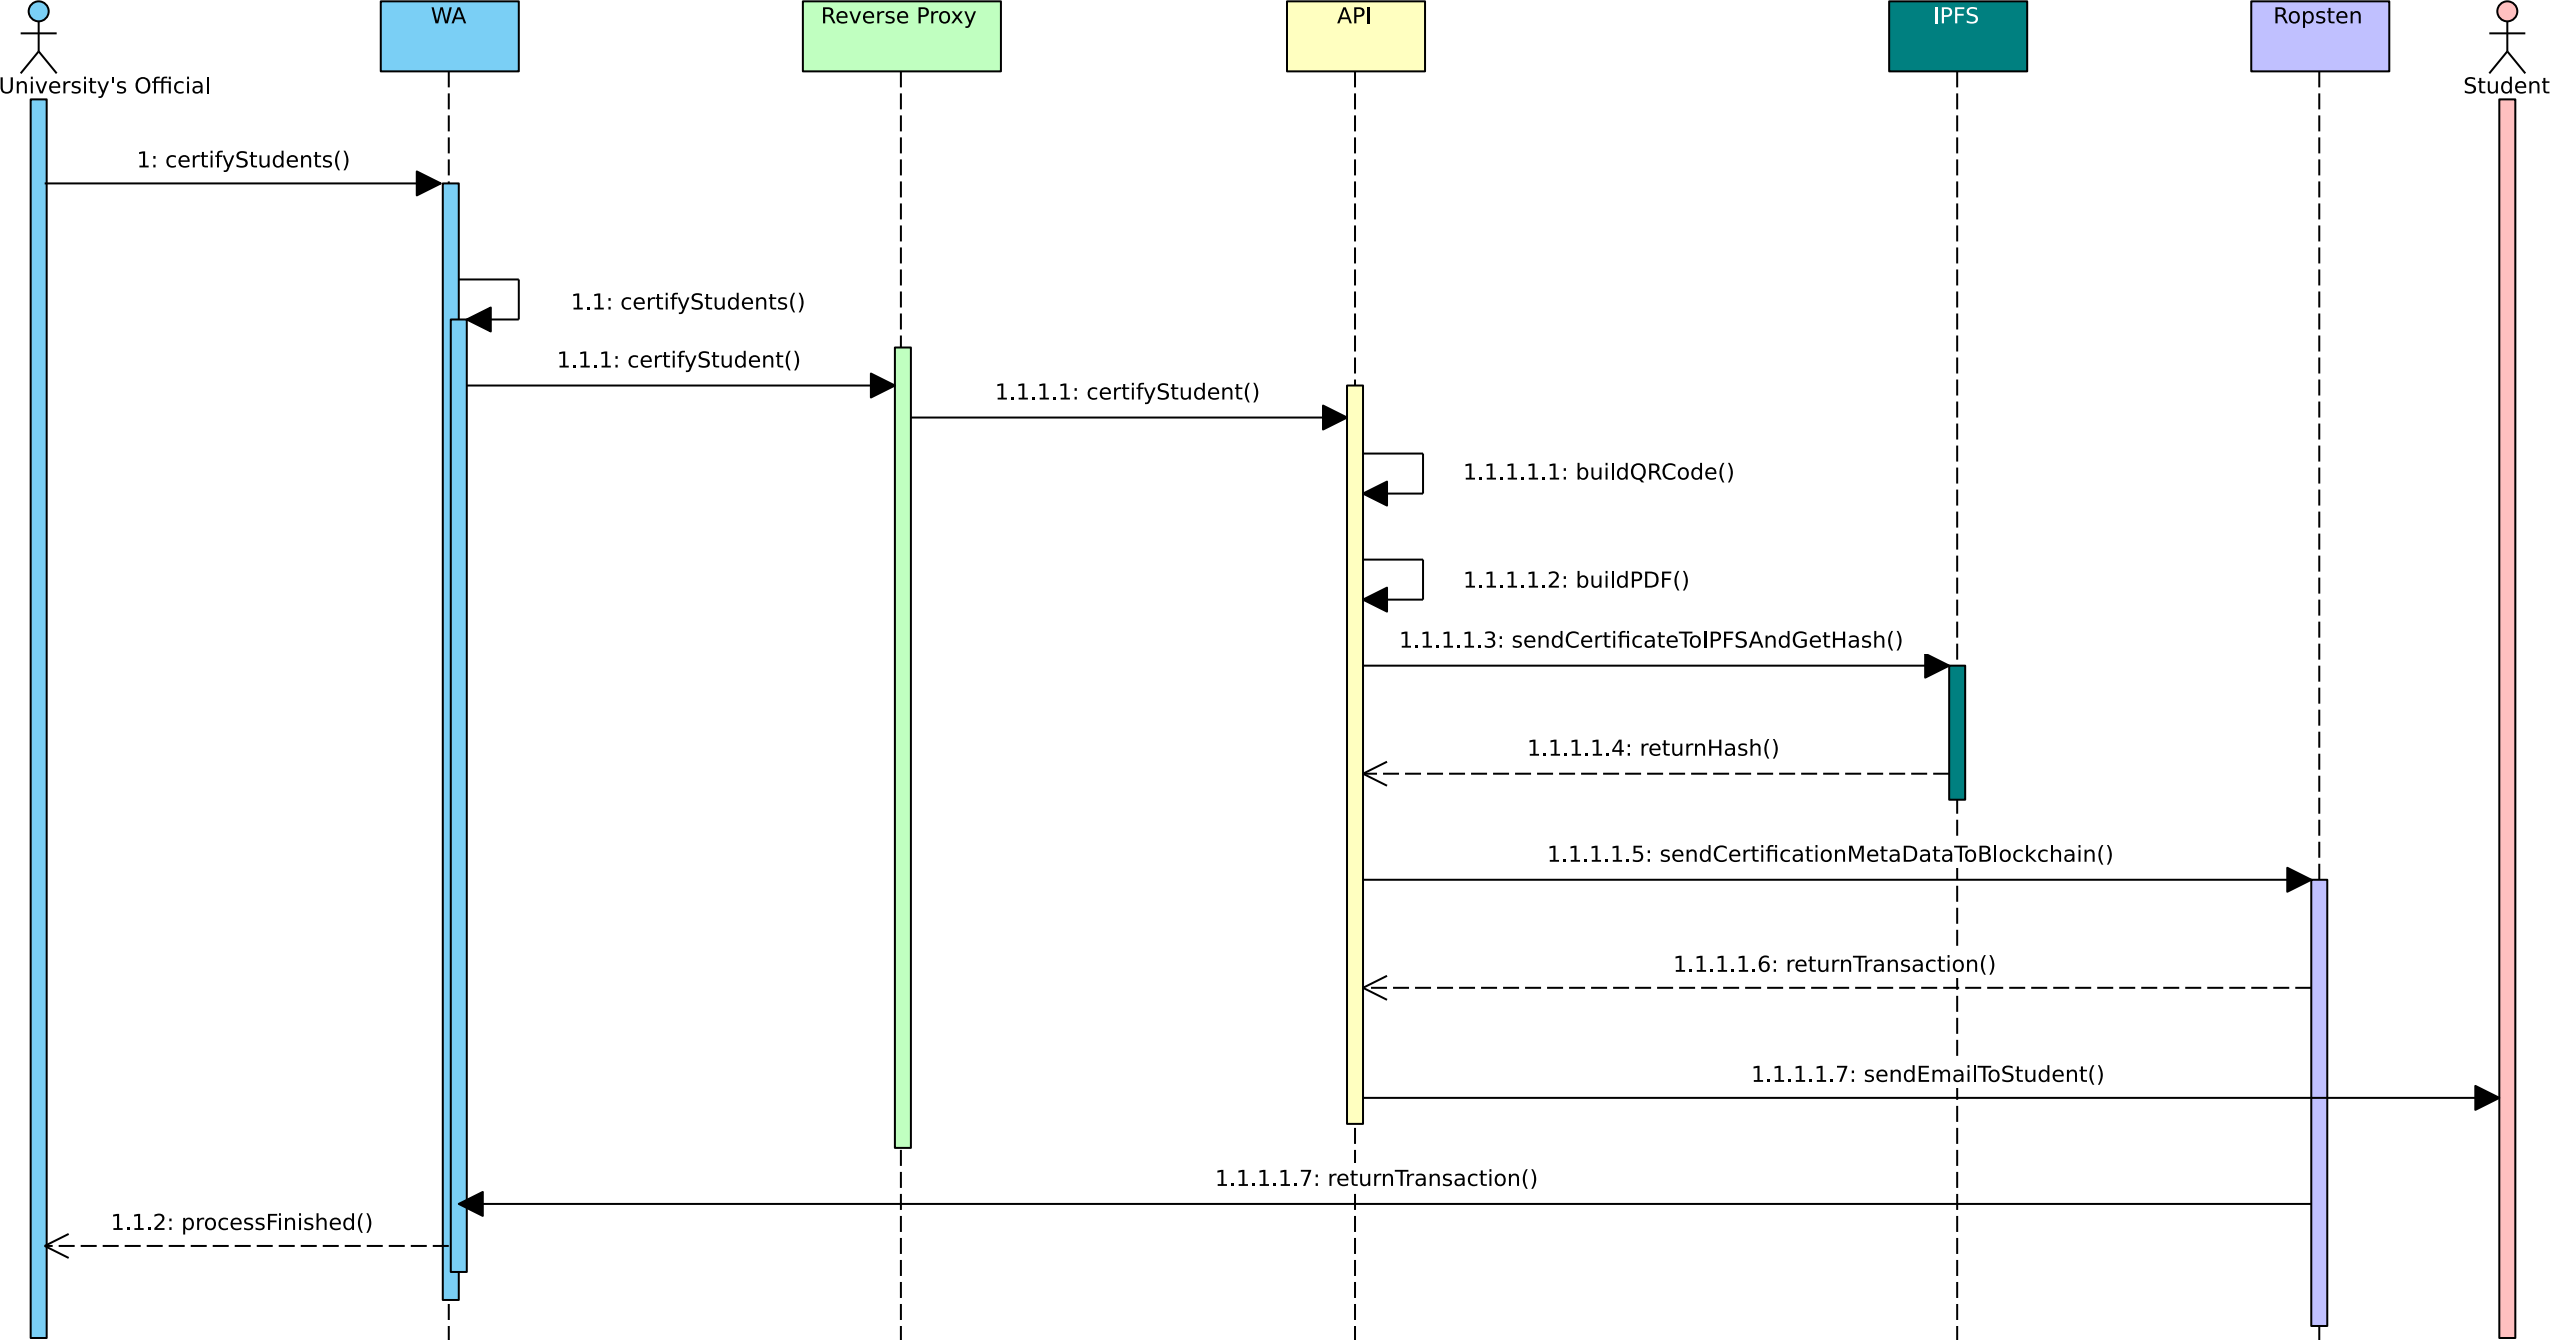 WA
Reverse Proxy
API
IPFS
Ropsten
University's Official
Student
1: certifyStudents()
1.1: certifyStudents()
1.1.1: certifyStudent()
1.1.1.1: certifyStudent()
1.1.1.1.1: buildQRCode()
1.1.1.1.2: buildPDF()
1.1.1.1.3: sendCertificateToIPFSAndGetHash()
1.1.1.1.4: returnHash()
1.1.1.1.5: sendCertificationMetaDataToBlockchain()
1.1.1.1.6: returnTransaction()
1.1.1.1.7: sendEmailToStudent()
1.1.1.1.7: returnTransaction()
1.1.2: processFinished()